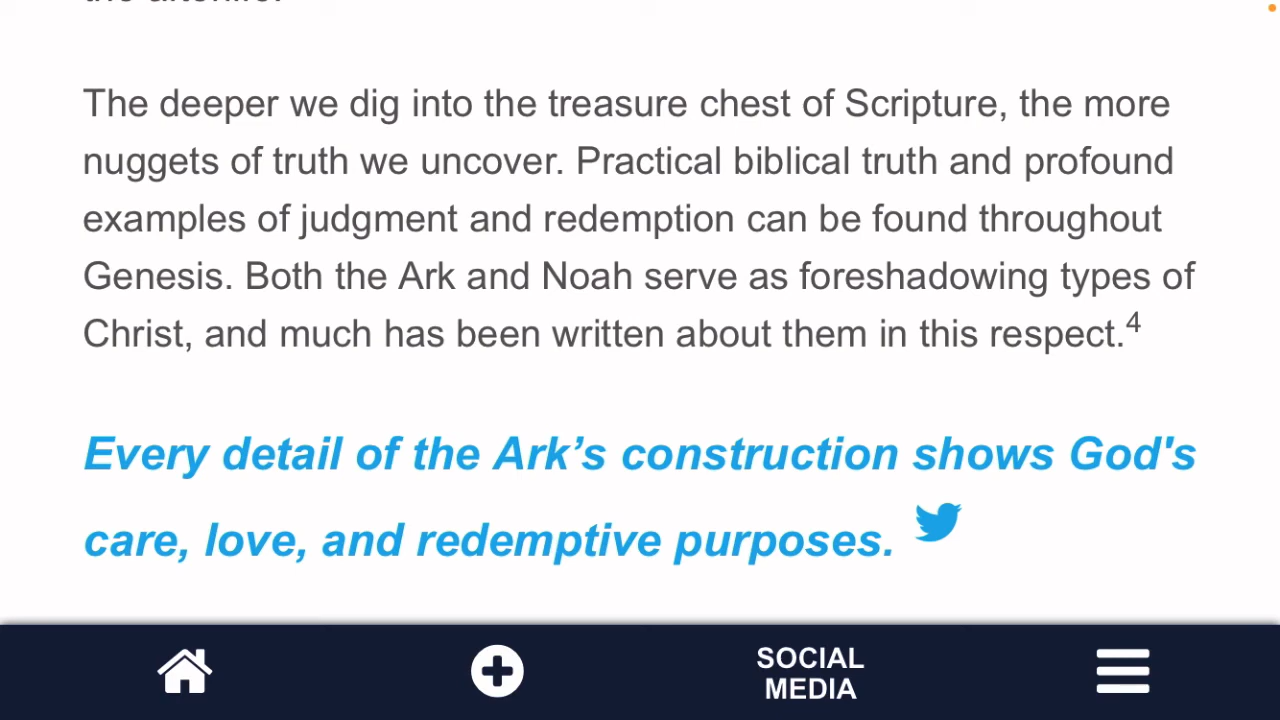 The deeper we dig into the treasure chest of Scripture, the more
nuggets of truth we uncover. Practical biblical truth and profound
examples of judgment and redemption can be found throughout
Genesis. Both the Ark and Noah serve as foreshadowing types of
Christ, and much has been written about them in this respect.4
Every detail of the Ark’s construction shows God's
care, love, and redemptive purposes.
SOCIAL
MEDIA